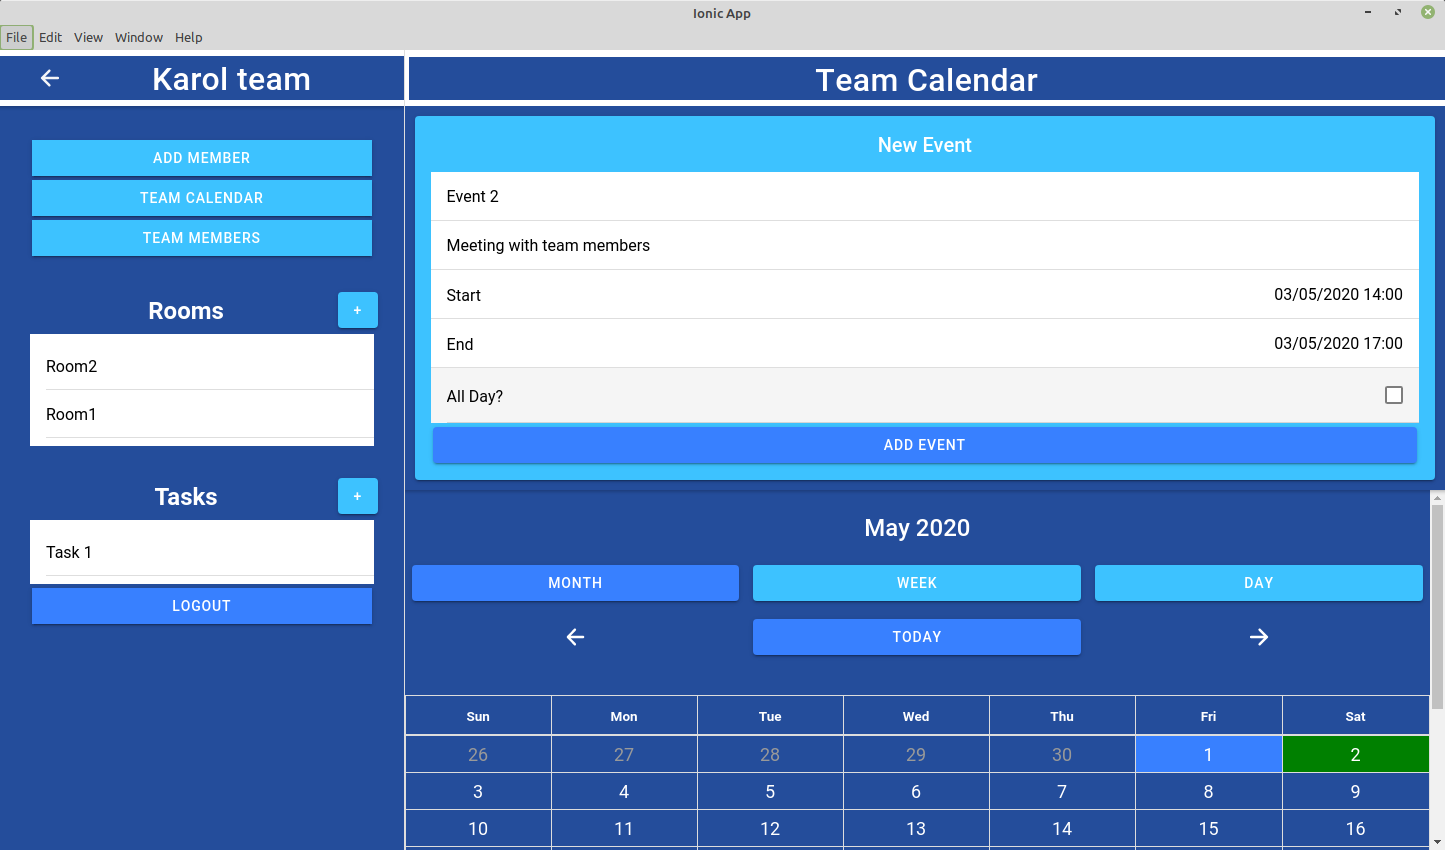 Ionic App
File Edit View Window Help
Karol team
ADD MEMBER
TEAM CALENDAR
TEAM MEMBERS
Rooms +
Room2
Room1
Tasks +
Task 1
LOGOUT
Team Calendar
New Event
Event 2
Meeting with team members
Start 03/05/2020 14:00
End 03/05/2020 17:00
All Day?
ADD EVENT
May 2020
MONTH WEEK DAY
TODAY
Sun Mon Tue Wed Thu Fri Sat
26 27 28 29 30 1 2
3 4 5 6 7 8 9
10 11 12 13 14 15 16